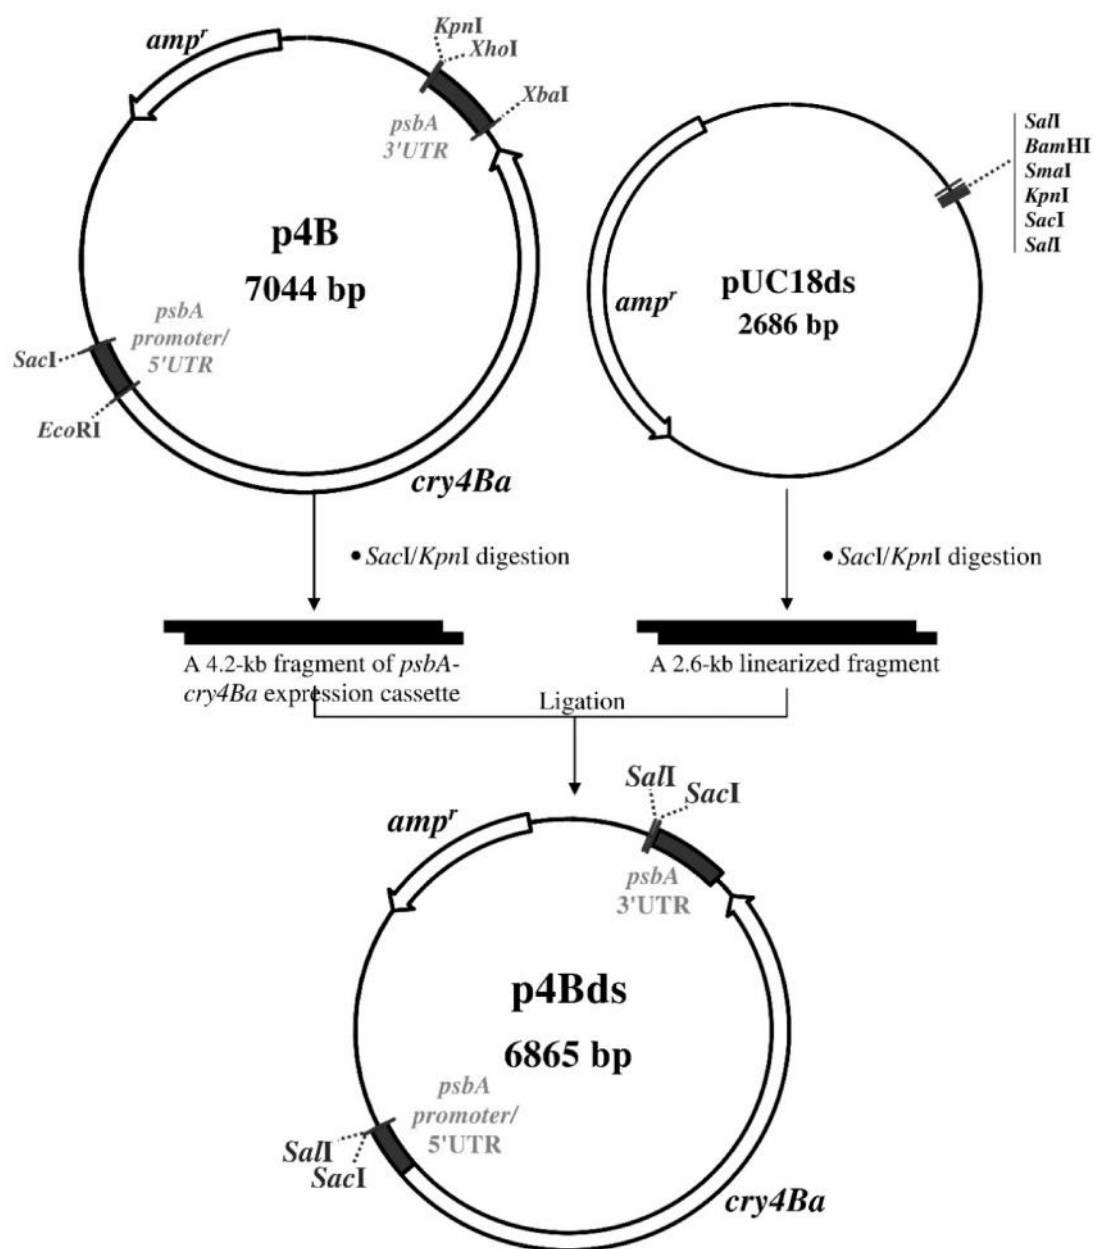 ampʳ
KpnI
XhoI
XbaI
psbA
3'UTR
p4B
7044 bp
psbA
promoter/
5'UTR
SacI
EcoRI
cry4Ba
SalI
BamHI
SmaI
KpnI
SacI
SalI
ampʳ
pUC18ds
2686 bp
• SacI/KpnI digestion
• SacI/KpnI digestion
A 4.2-kb fragment of psbA-
cry4Ba expression cassette
A 2.6-kb linearized fragment
Ligation
SalI
SacI
ampʳ
psbA
3'UTR
p4Bds
6865 bp
psbA
promoter/
5'UTR
SalI
SacI
cry4Ba